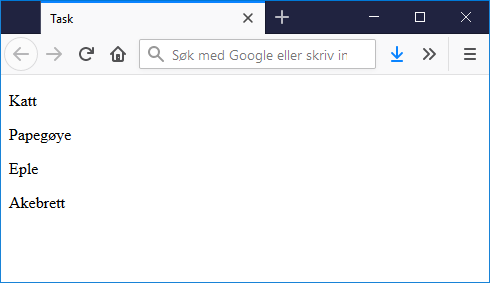 Task
Søk med Google eller skriv in
Katt
Papegøye
Eple
Akebrett